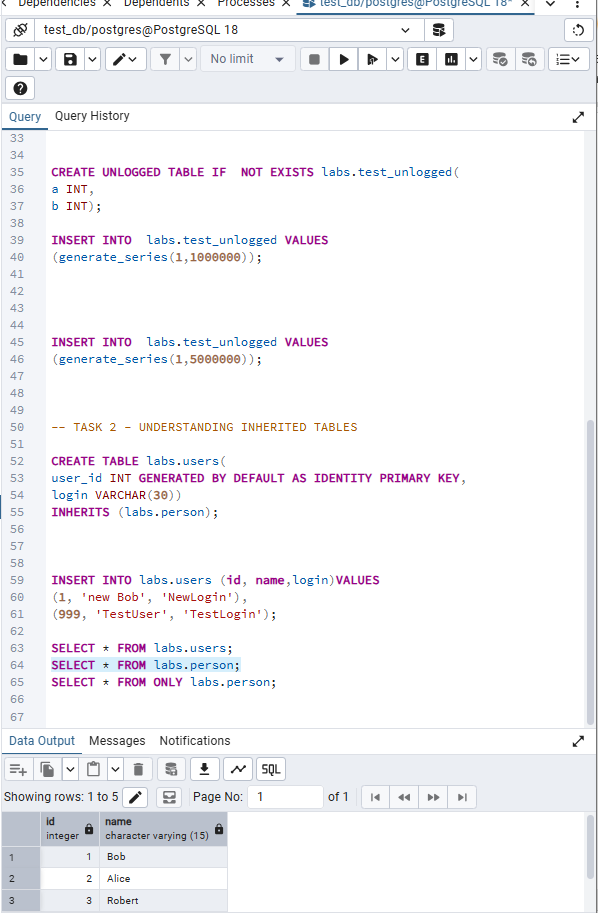 Dependencies
Dependents
Processes
test_db/postgres@PostgreSQL 18*
test_db/postgres@PostgreSQL 18
No limit
E
Query
Query History
33
34
35 CREATE UNLOGGED TABLE IF  NOT EXISTS labs.test_unlogged(
36 a INT,
37 b INT);
38
39 INSERT INTO  labs.test_unlogged VALUES
40 (generate_series(1,1000000));
41
42
43
44
45 INSERT INTO  labs.test_unlogged VALUES
46 (generate_series(1,5000000));
47
48
49
50 -- TASK 2 - UNDERSTANDING INHERITED TABLES
51
52 CREATE TABLE labs.users(
53 user_id INT GENERATED BY DEFAULT AS IDENTITY PRIMARY KEY,
54 login VARCHAR(30))
55 INHERITS (labs.person);
56
57
58
59 INSERT INTO labs.users (id, name,login)VALUES
60 (1, 'new Bob', 'NewLogin'),
61 (999, 'TestUser', 'TestLogin');
62
63 SELECT * FROM labs.users;
64 SELECT * FROM labs.person;
65 SELECT * FROM ONLY labs.person;
66
67
Data Output
Messages
Notifications
SQL
Showing rows: 1 to 5
Page No: 1 of 1
id integer
name character varying (15)
1 1 Bob
2 2 Alice
3 3 Robert